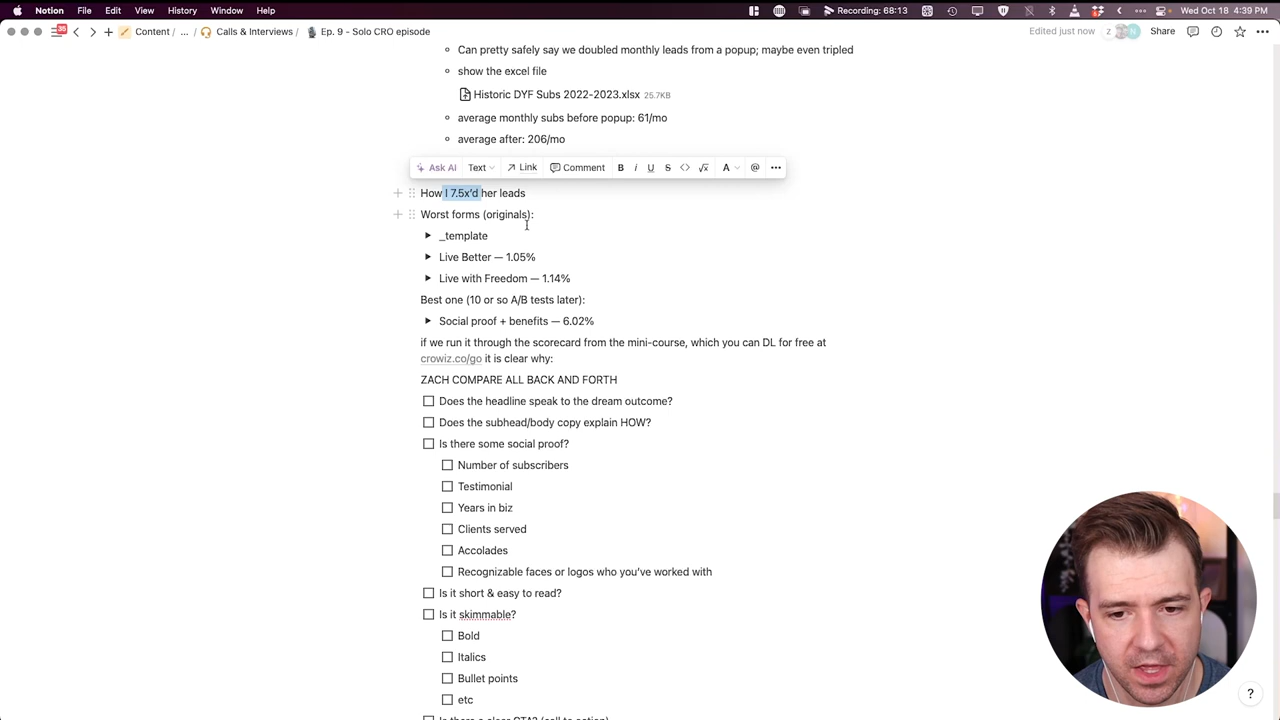 Notion File Edit View History Window Help Recording: 68:13 Wed Oct 18 4:39 PM
36 Content / ... / Calls & Interviews / Ep. 9 - Solo CRO episode Edited just now Z N Share
Can pretty safely say we doubled monthly leads from a popup; maybe even tripled
show the excel file
Historic DYF Subs 2022-2023.xlsx 25.7KB
average monthly subs before popup: 61/mo
average after: 206/mo
Ask AI Text Link Comment B i U S <> √x A @ •••
How I 7.5x'd her leads
Worst forms (originals):
_template
Live Better — 1.05%
Live with Freedom — 1.14%
Best one (10 or so A/B tests later):
Social proof + benefits — 6.02%
if we run it through the scorecard from the mini-course, which you can DL for free at
crowiz.co/go it is clear why:
ZACH COMPARE ALL BACK AND FORTH
Does the headline speak to the dream outcome?
Does the subhead/body copy explain HOW?
Is there some social proof?
Number of subscribers
Testimonial
Years in biz
Clients served
Accolades
Recognizable faces or logos who you've worked with
Is it short & easy to read?
Is it skimmable?
Bold
Italics
Bullet points
etc
Is there a clear CTA? (call to action)
?